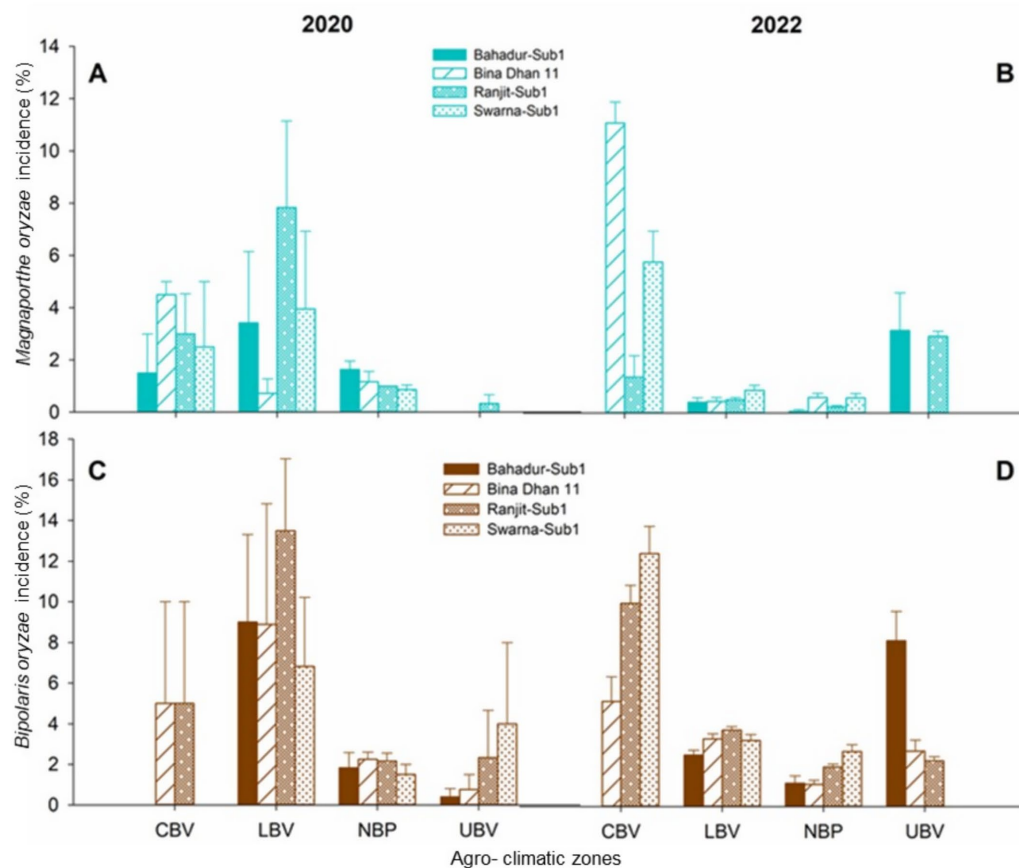 2020
2022
A
B
Bahadur-Sub1
Bina Dhan 11
Ranjit-Sub1
Swarna-Sub1
Magnaporthe oryzae incidence (%)
14
12
10
8
6
4
2
0
C
D
Bahadur-Sub1
Bina Dhan 11
Ranjit-Sub1
Swarna-Sub1
Bipolaris oryzae incidence (%)
18
16
14
12
10
8
6
4
2
0
CBV LBV NBP UBV CBV LBV NBP UBV
Agro- climatic zones